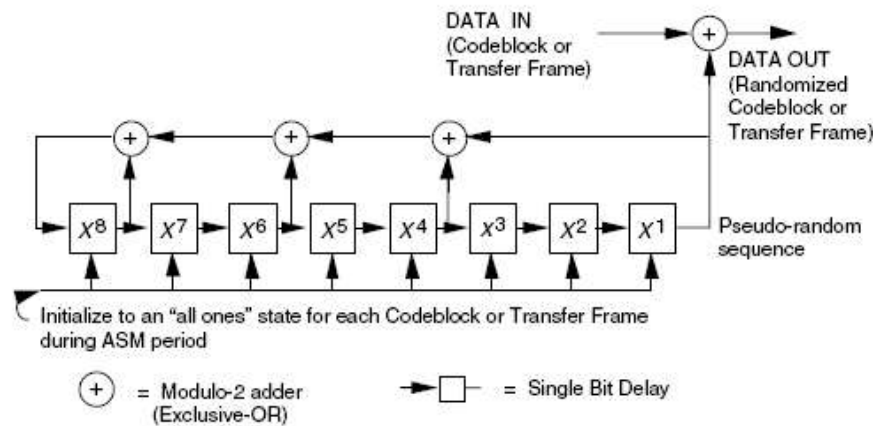 DATA IN
(Codeblock or
Transfer Frame)
+
DATA OUT
(Randomized
Codeblock or
Transfer Frame)
+ + +
X8 X7 X6 X5 X4 X3 X2 X1
Pseudo-random
sequence
Initialize to an “all ones” state for each Codeblock or Transfer Frame
during ASM period
+ = Modulo-2 adder
(Exclusive-OR)
= Single Bit Delay